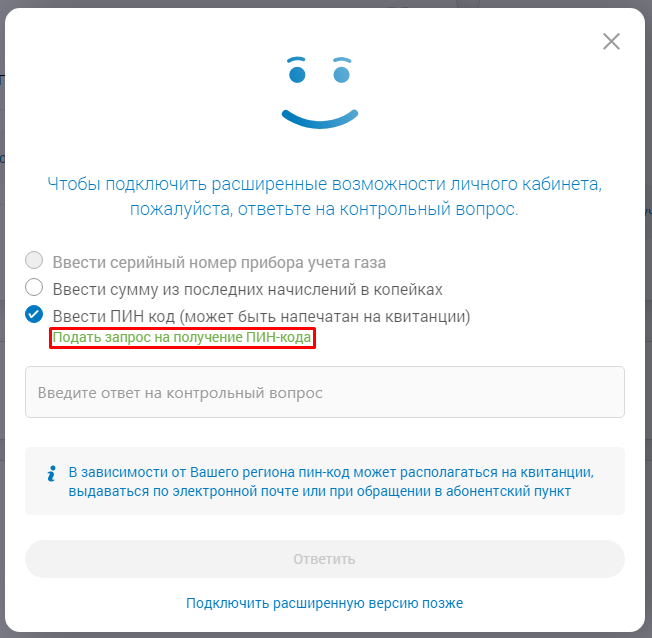 Чтобы подключить расширенные возможности личного кабинета,
пожалуйста, ответьте на контрольный вопрос.
Ввести серийный номер прибора учета газа
Ввести сумму из последних начислений в копейках
Ввести ПИН код (может быть напечатан на квитанции)
Подать запрос на получение ПИН-кода
Введите ответ на контрольный вопрос
В зависимости от Вашего региона пин-код может располагаться на квитанции,
выдаваться по электронной почте или при обращении в абонентский пункт
Ответить
Подключить расширенную версию позже